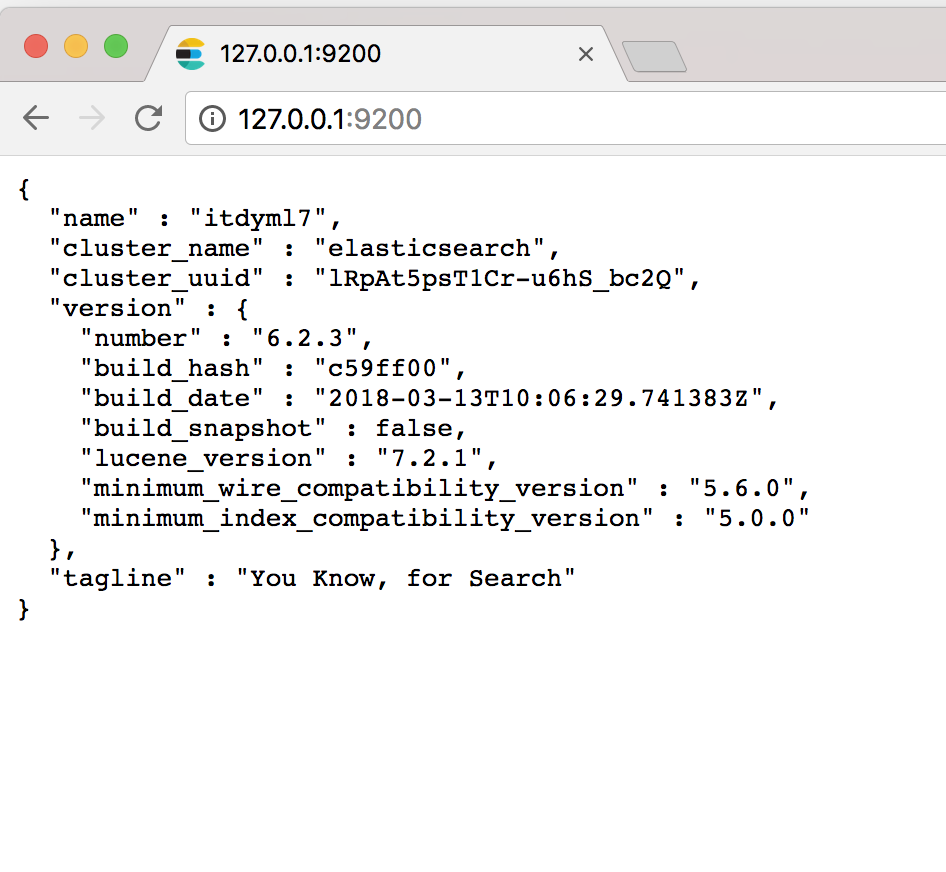 127.0.0.1:9200
127.0.0.1:9200
{
  "name" : "itdyml7",
  "cluster_name" : "elasticsearch",
  "cluster_uuid" : "lRpAt5psT1Cr-u6hS_bc2Q",
  "version" : {
    "number" : "6.2.3",
    "build_hash" : "c59ff00",
    "build_date" : "2018-03-13T10:06:29.741383Z",
    "build_snapshot" : false,
    "lucene_version" : "7.2.1",
    "minimum_wire_compatibility_version" : "5.6.0",
    "minimum_index_compatibility_version" : "5.0.0"
  },
  "tagline" : "You Know, for Search"
}